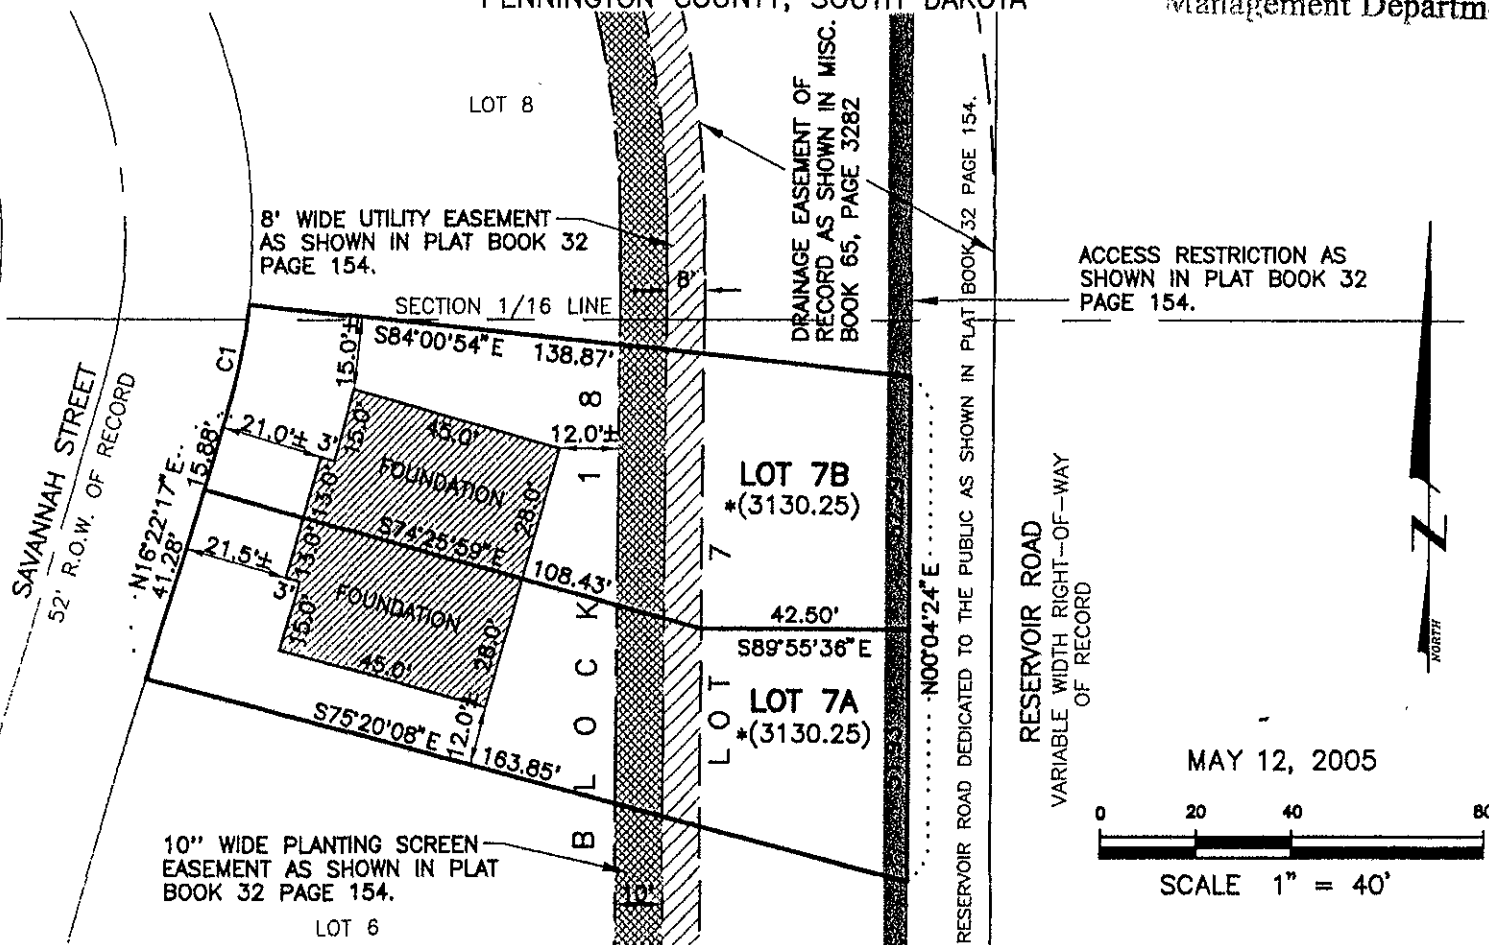 PENNINGTON COUNTY, SOUTH DAKOTA
Management Departm
LOT 8
8' WIDE UTILITY EASEMENT
AS SHOWN IN PLAT BOOK 32
PAGE 154.
DRAINAGE EASEMENT OF
RECORD AS SHOWN IN MISC.
BOOK 65, PAGE 3282
8'
ACCESS RESTRICTION AS
SHOWN IN PLAT BOOK 32
PAGE 154.
SECTION 1/16 LINE
S84°00'54"E 138.87'
C1
15.0'±
SAVANNAH STREET
52' R.O.W. OF RECORD
N16°22'17"E
15.88'
41.28'
21.0'±
3'
15.0'
13.0'
45.0'
FOUNDATION
28.0'
12.0'±
S74°25'59"E 108.43'
21.5'±
3'
13.0'
15.0'
FOUNDATION
45.0'
28.0'
12.0'±
S75°20'08"E 163.85'
BLOCK 18
LOT 7
LOT 7B
*(3130.25)
42.50'
S89°55'36"E
LOT 7A
*(3130.25)
N00°04'24"E
RESERVOIR ROAD DEDICATED TO THE PUBLIC AS SHOWN IN PLAT BOOK 32 PAGE 154.
RESERVOIR ROAD
VARIABLE WIDTH RIGHT-OF-WAY
OF RECORD
N
NORTH
MAY 12, 2005
0 20 40 80
SCALE 1" = 40'
10" WIDE PLANTING SCREEN
EASEMENT AS SHOWN IN PLAT
BOOK 32 PAGE 154.
10'
LOT 6